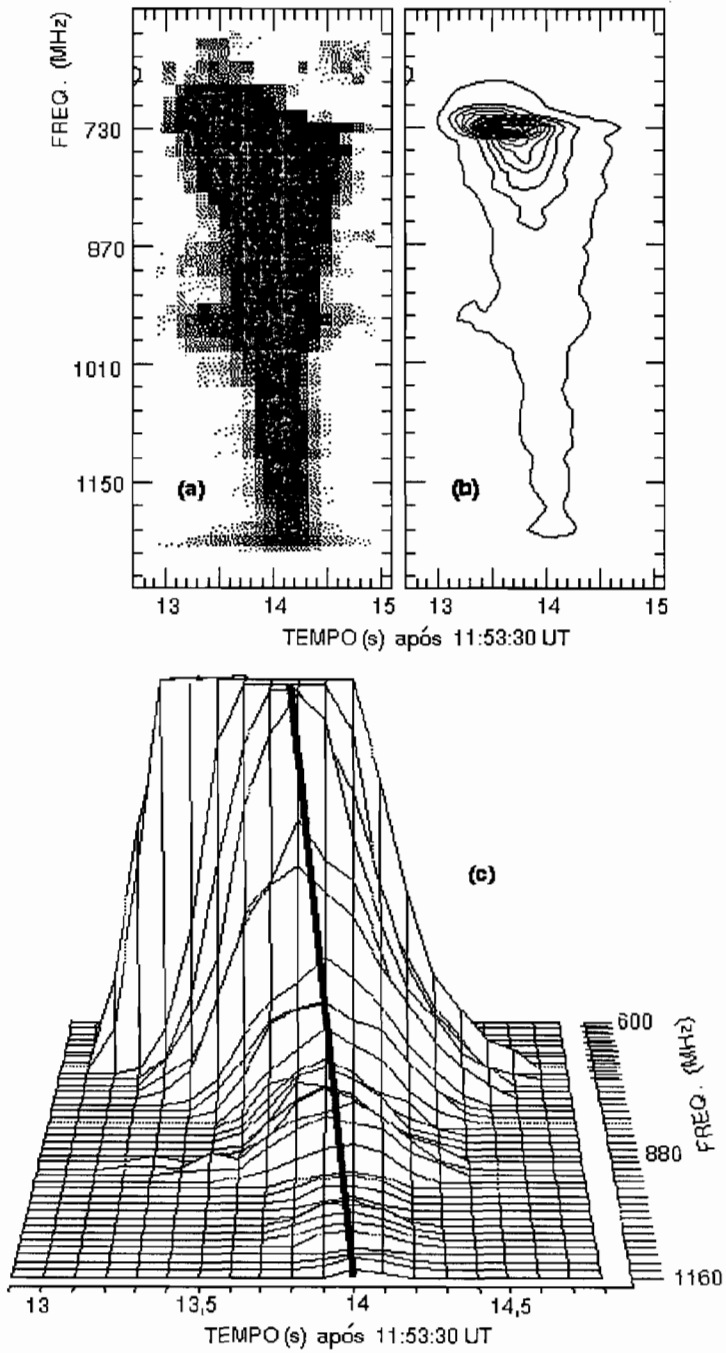 FREQ. (MHz)
730
870
1010
1150
(a)
(b)
13 14 15 13 14 15
TEMPO (s) após 11:53:30 UT
(c)
600
880
1160
FREQ. (MHz)
13 13,5 14 14,5
TEMPO (s) após 11:53:30 UT